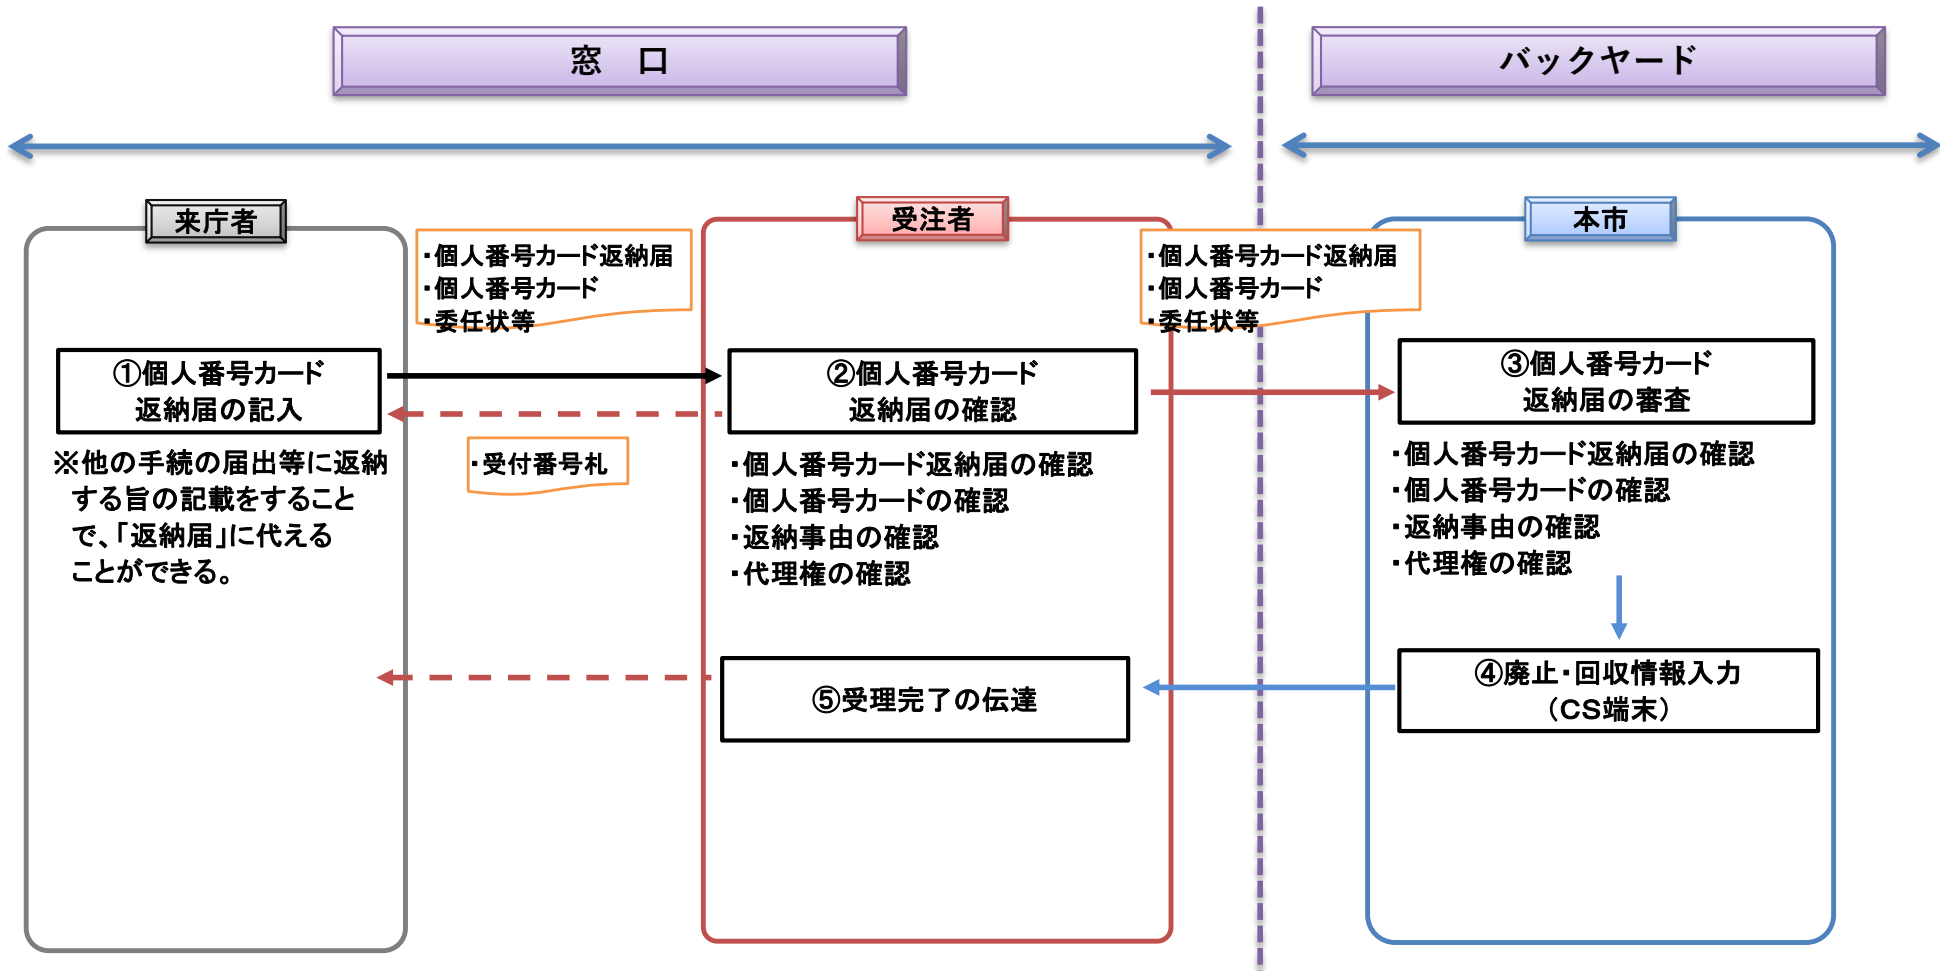 窓　口
バックヤード
来庁者
受注者
本市
・個人番号カード返納届
・個人番号カード
・委任状等
・個人番号カード返納届
・個人番号カード
・委任状等
①個人番号カード
返納届の記入
※他の手続の届出等に返納
する旨の記載をすること
で、「返納届」に代える
ことができる。
・受付番号札
②個人番号カード
返納届の確認
・個人番号カード返納届の確認
・個人番号カードの確認
・返納事由の確認
・代理権の確認
③個人番号カード
返納届の審査
・個人番号カード返納届の確認
・個人番号カードの確認
・返納事由の確認
・代理権の確認
④廃止・回収情報入力
（CS端末）
⑤受理完了の伝達